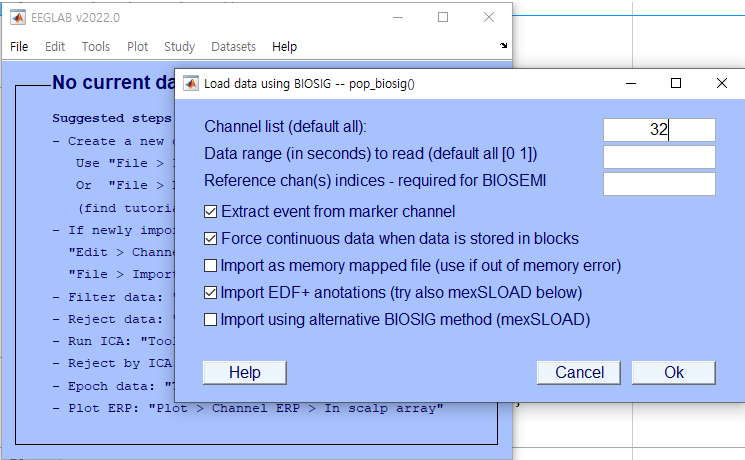 EEGLAB v2022.0
File Edit Tools Plot Study Datasets Help
No current da
Suggested steps
- Create a new
Use "File >
Or "File >
(find tutoria
- If newly impor
"Edit > Chann
"File > Import
- Filter data: "
- Reject data: "
- Run ICA: "Tool
- Reject by ICA
- Epoch data: "
- Plot ERP: "Plot > Channel ERP > In scalp array"
Load data using BIOSIG -- pop_biosig()
Channel list (default all):
32
Data range (in seconds) to read (default all [0 1])
Reference chan(s) indices - required for BIOSEMI
Extract event from marker channel
Force continuous data when data is stored in blocks
Import as memory mapped file (use if out of memory error)
Import EDF+ anotations (try also mexSLOAD below)
Import using alternative BIOSIG method (mexSLOAD)
Help Cancel Ok